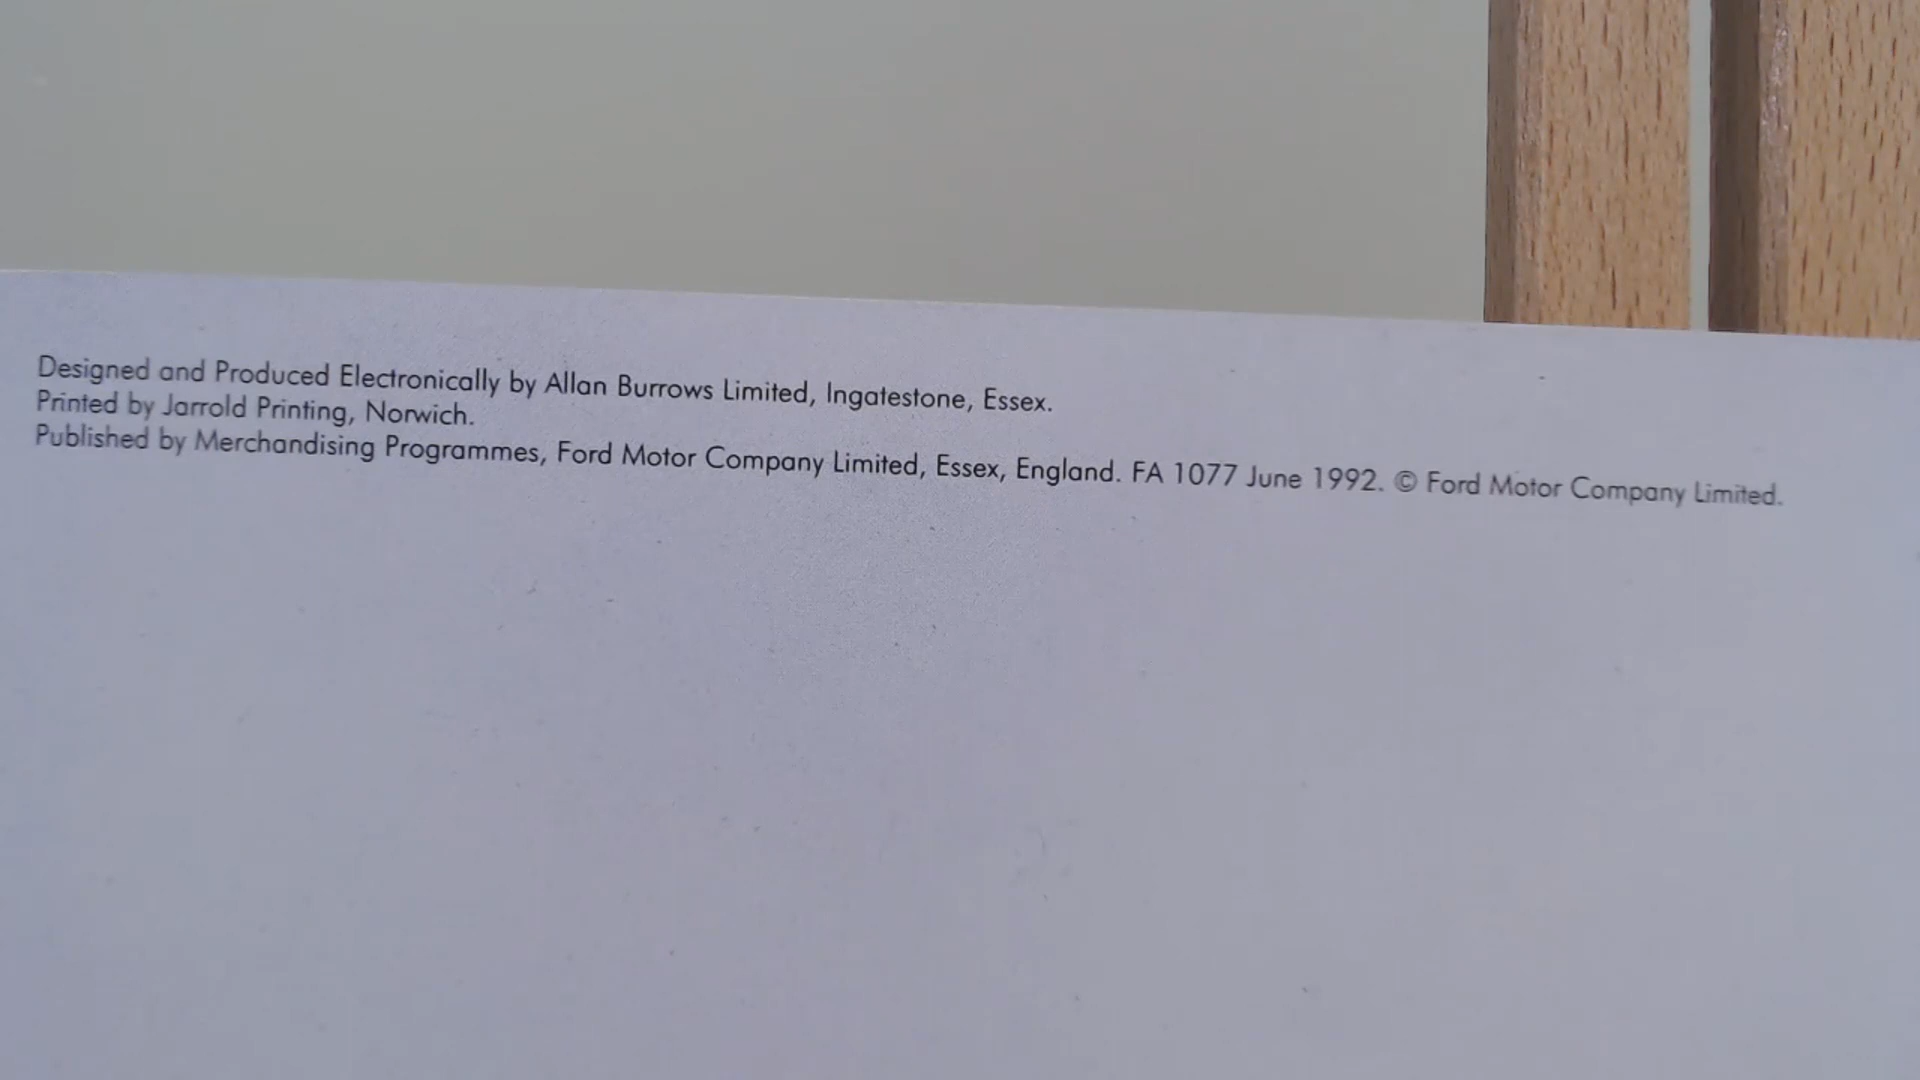 Designed and Produced Electronically by Allan Burrows Limited, Ingatestone, Essex.
Printed by Jarrold Printing, Norwich.
Published by Merchandising Programmes, Ford Motor Company Limited, Essex, England. FA 1077 June 1992. © Ford Motor Company Limited.